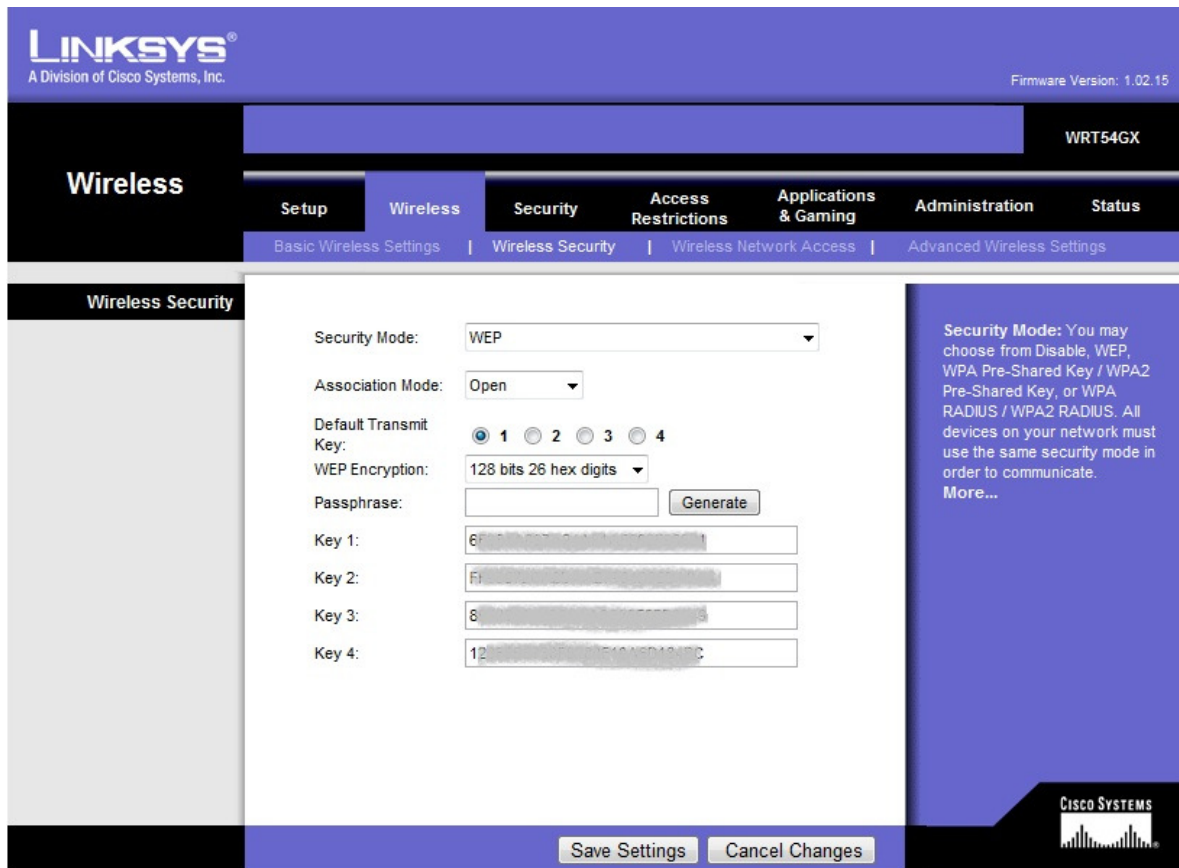 LINKSYS®
A Division of Cisco Systems, Inc.
Firmware Version: 1.02.15
WRT54GX
Wireless
Setup
Wireless
Security
Access
Restrictions
Applications
& Gaming
Administration
Status
Basic Wireless Settings | Wireless Security | Wireless Network Access | Advanced Wireless Settings
Wireless Security
Security Mode: WEP
Association Mode: Open
Default Transmit
Key: 1 2 3 4
WEP Encryption: 128 bits 26 hex digits
Passphrase: Generate
Key 1:
Key 2:
Key 3:
Key 4:
Security Mode: You may
choose from Disable, WEP,
WPA Pre-Shared Key / WPA2
Pre-Shared Key, or WPA
RADIUS / WPA2 RADIUS. All
devices on your network must
use the same security mode in
order to communicate.
More...
CISCO SYSTEMS
Save Settings Cancel Changes